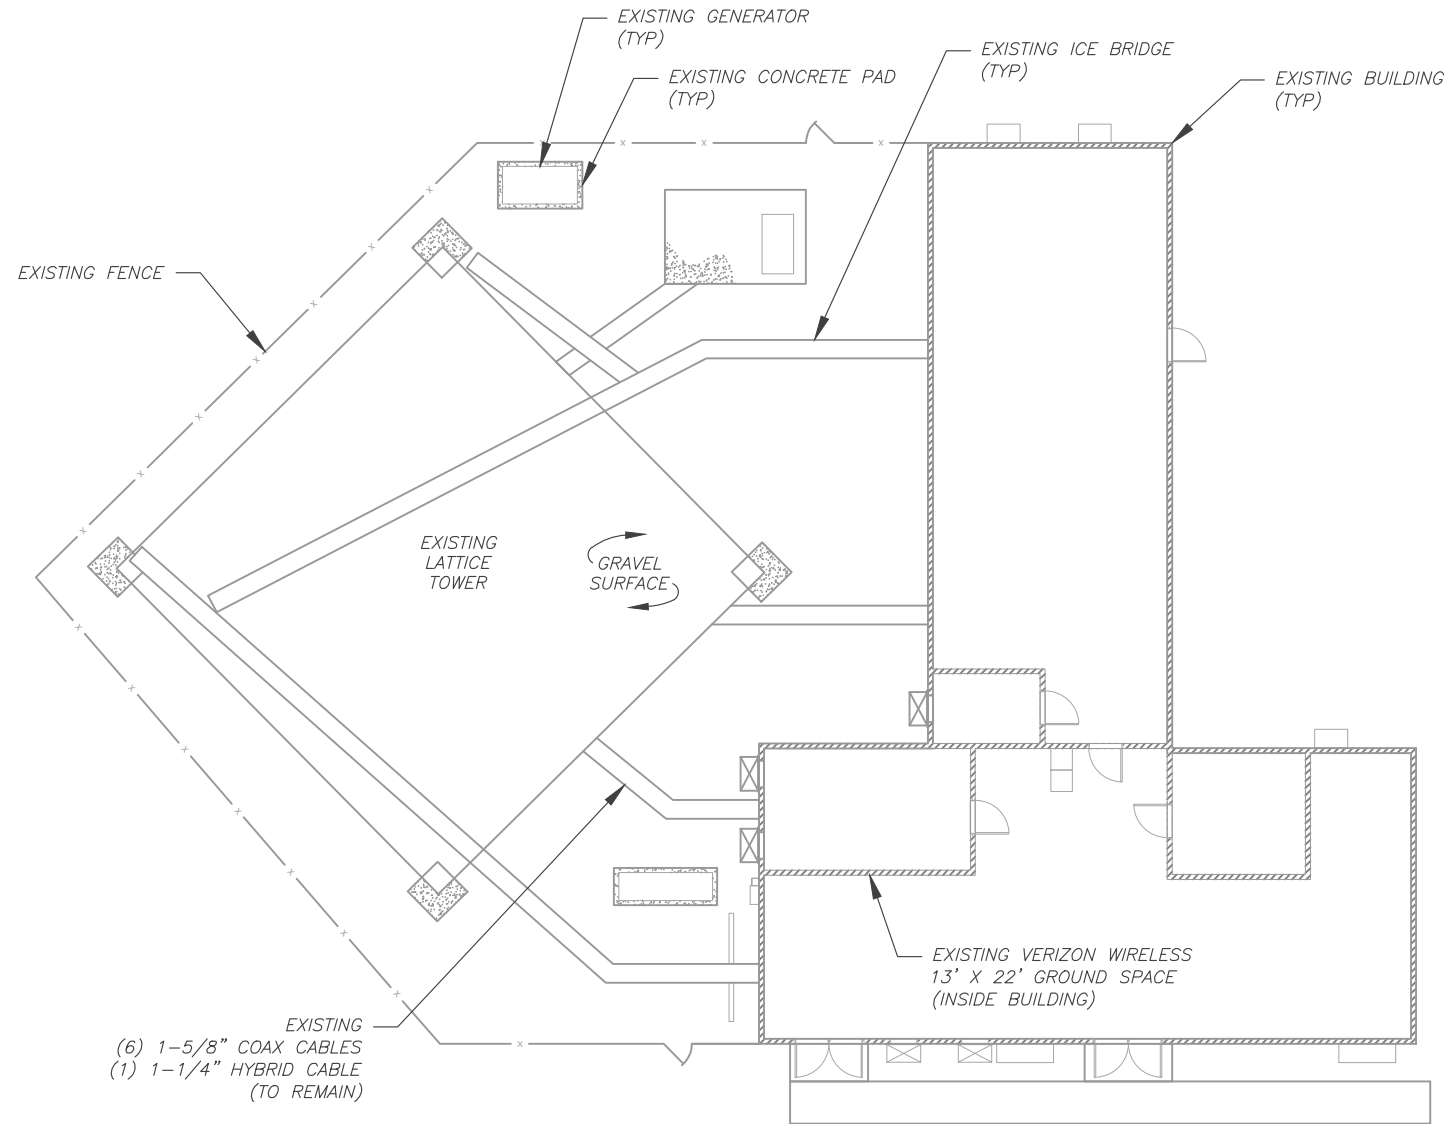 EXISTING GENERATOR
(TYP)
EXISTING ICE BRIDGE
(TYP)
EXISTING CONCRETE PAD
(TYP)
EXISTING BUILDING
(TYP)
EXISTING FENCE
EXISTING
LATTICE
TOWER
GRAVEL
SURFACE
EXISTING VERIZON WIRELESS
13' X 22' GROUND SPACE
(INSIDE BUILDING)
EXISTING
(6) 1-5/8" COAX CABLES
(1) 1-1/4" HYBRID CABLE
(TO REMAIN)